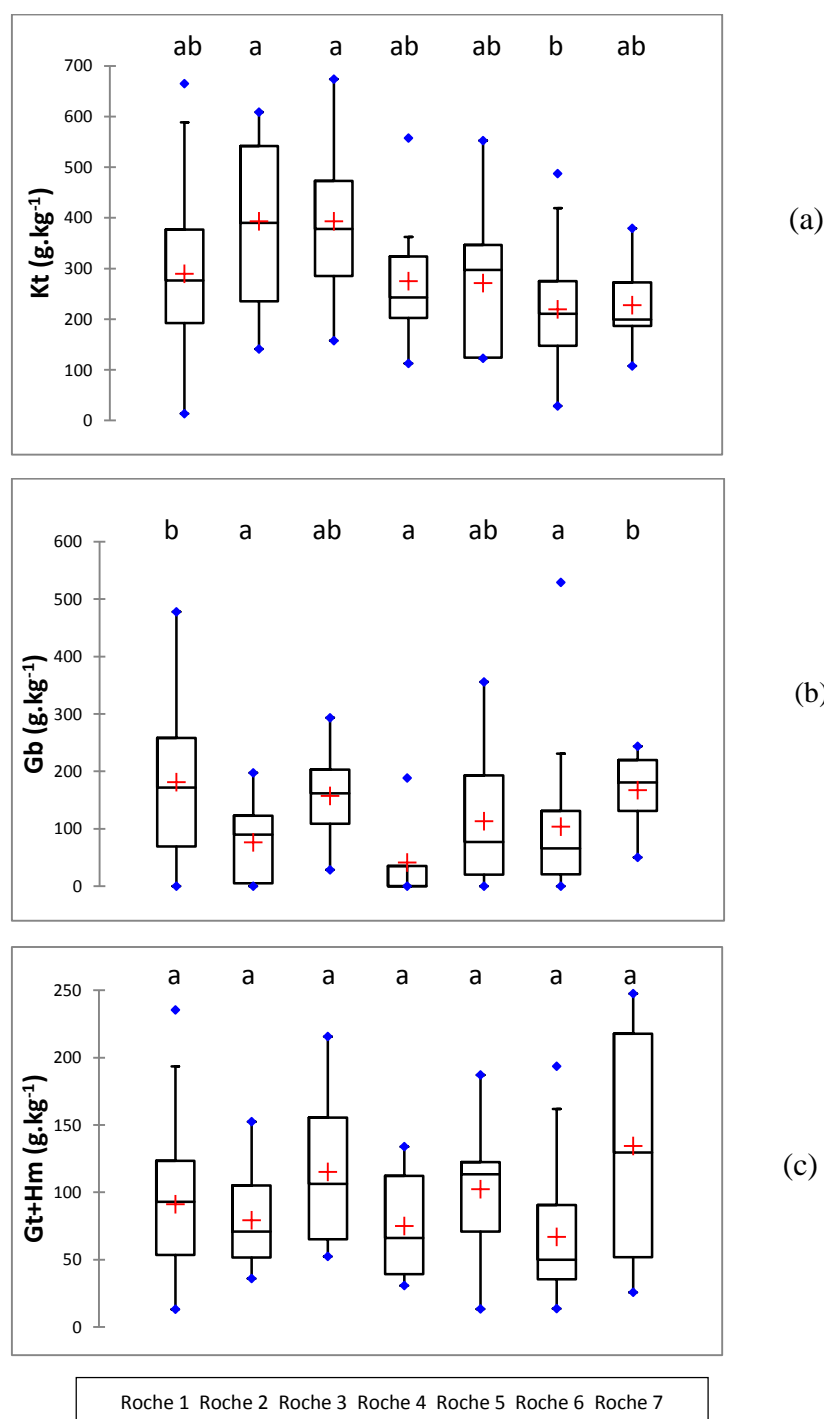 ab a a ab ab b ab
700
600
500
400
300
200
100
0
Kt (g.kg-1)
(a)
b a ab a ab a b
600
500
400
300
200
100
0
Gb (g.kg-1)
(b)
a a a a a a a
250
200
150
100
50
0
Gt+Hm (g.kg-1)
(c)
Roche 1 Roche 2 Roche 3 Roche 4 Roche 5 Roche 6 Roche 7